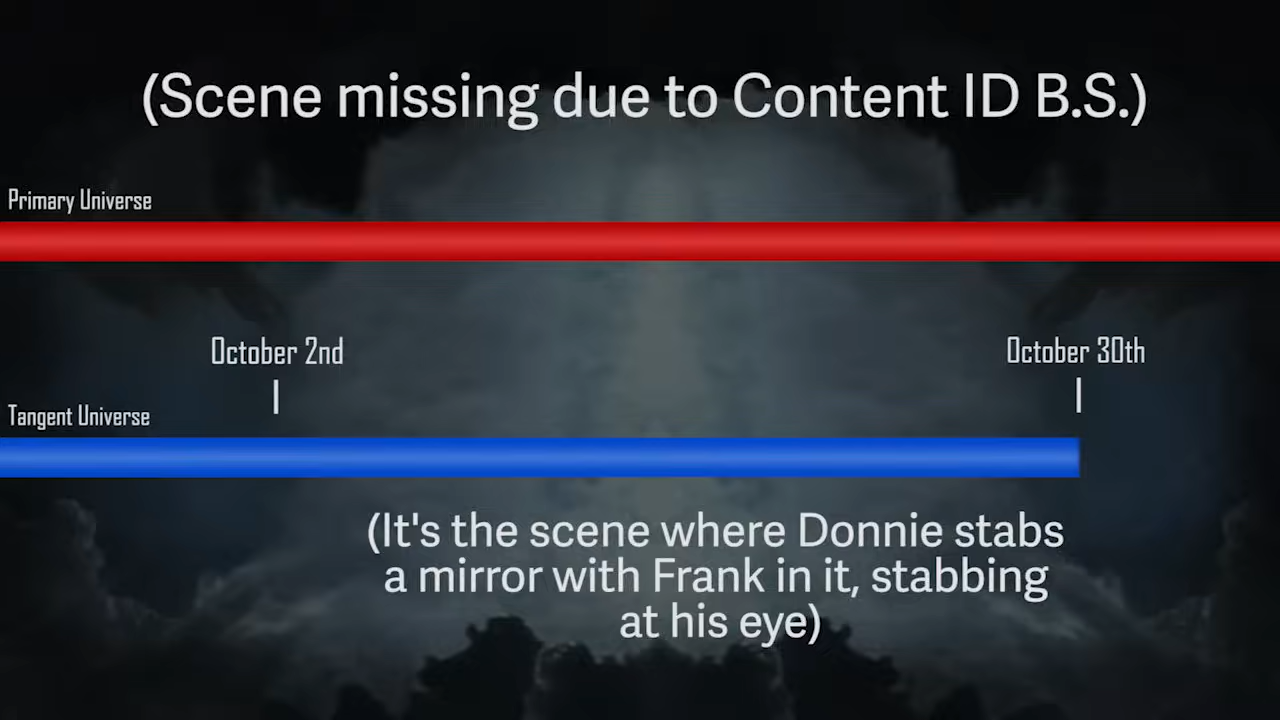 (Scene missing due to Content ID B.S.)
Primary Universe
October 2nd
October 30th
Tangent Universe
(It's the scene where Donnie stabs
a mirror with Frank in it, stabbing
at his eye)